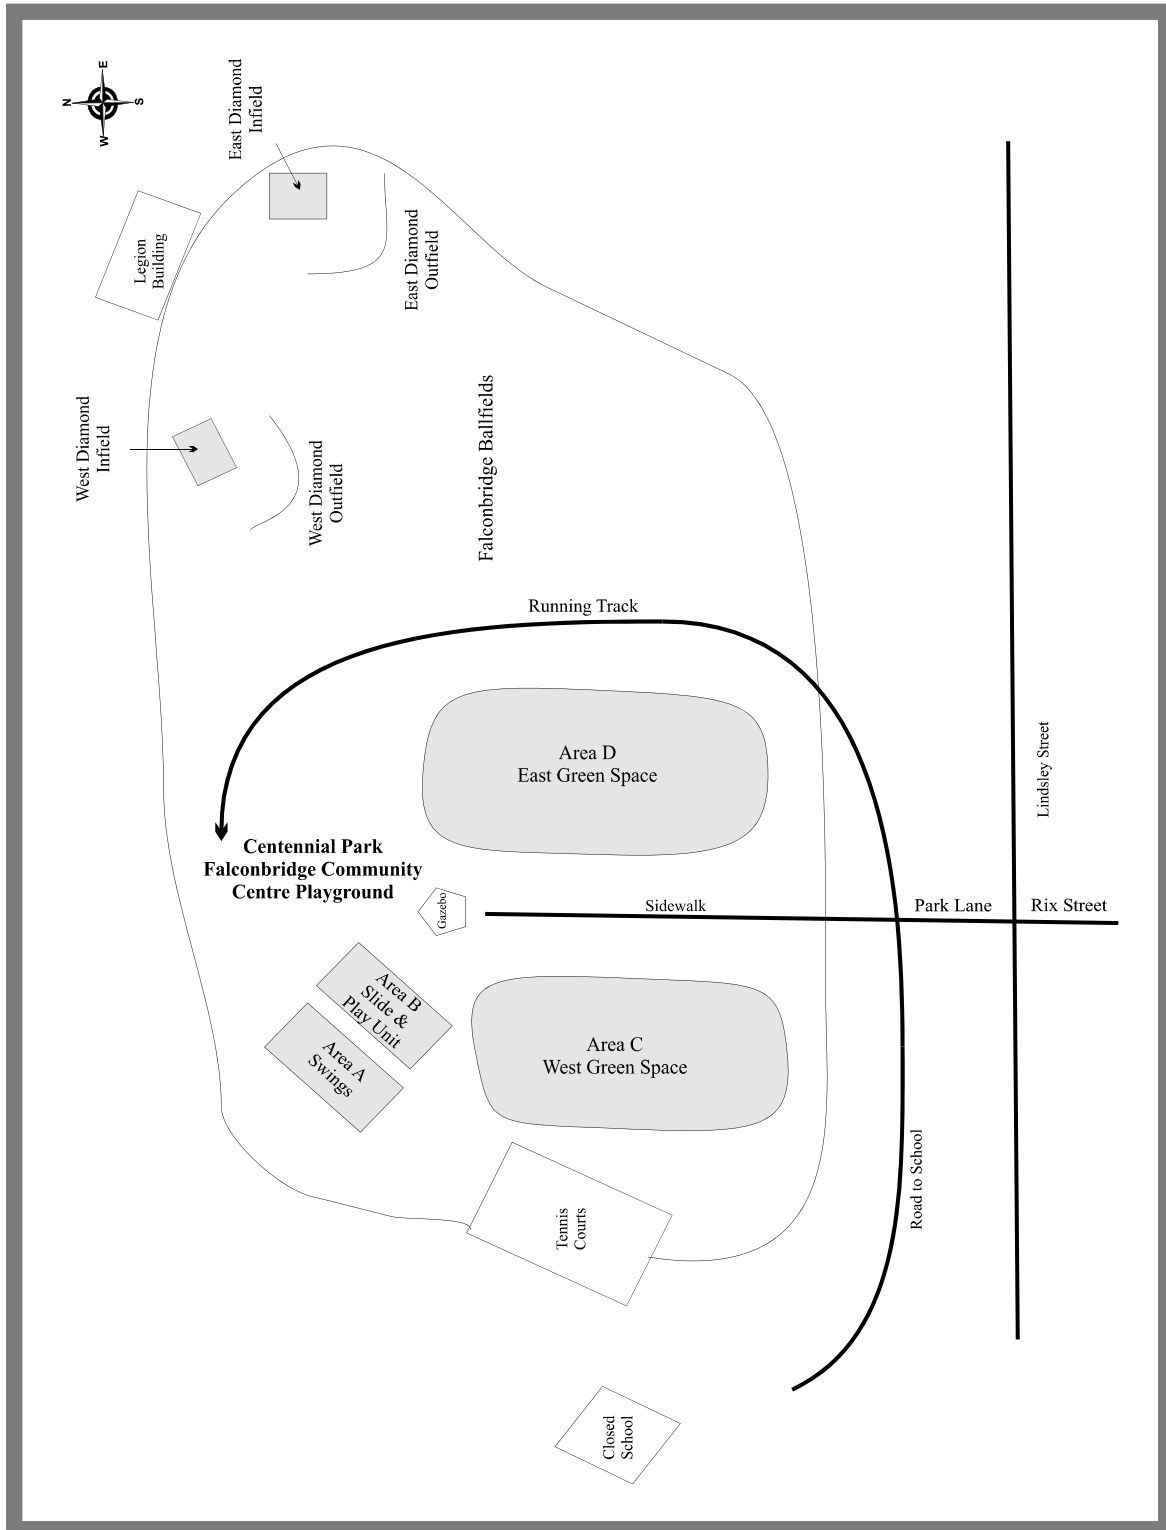 E
N
S
W
East Diamond
Infield
Legion
Building
East Diamond
Outfield
West Diamond
Infield
West Diamond
Outfield
Falconbridge Ballfields
Running Track
Area D
East Green Space
Lindsley Street
Centennial Park
Falconbridge Community
Centre Playground
Gazebo
Sidewalk
Park Lane
Rix Street
Area B
Slide &
Play Unit
Area A
Swings
Area C
West Green Space
Road to School
Tennis
Courts
Closed
School